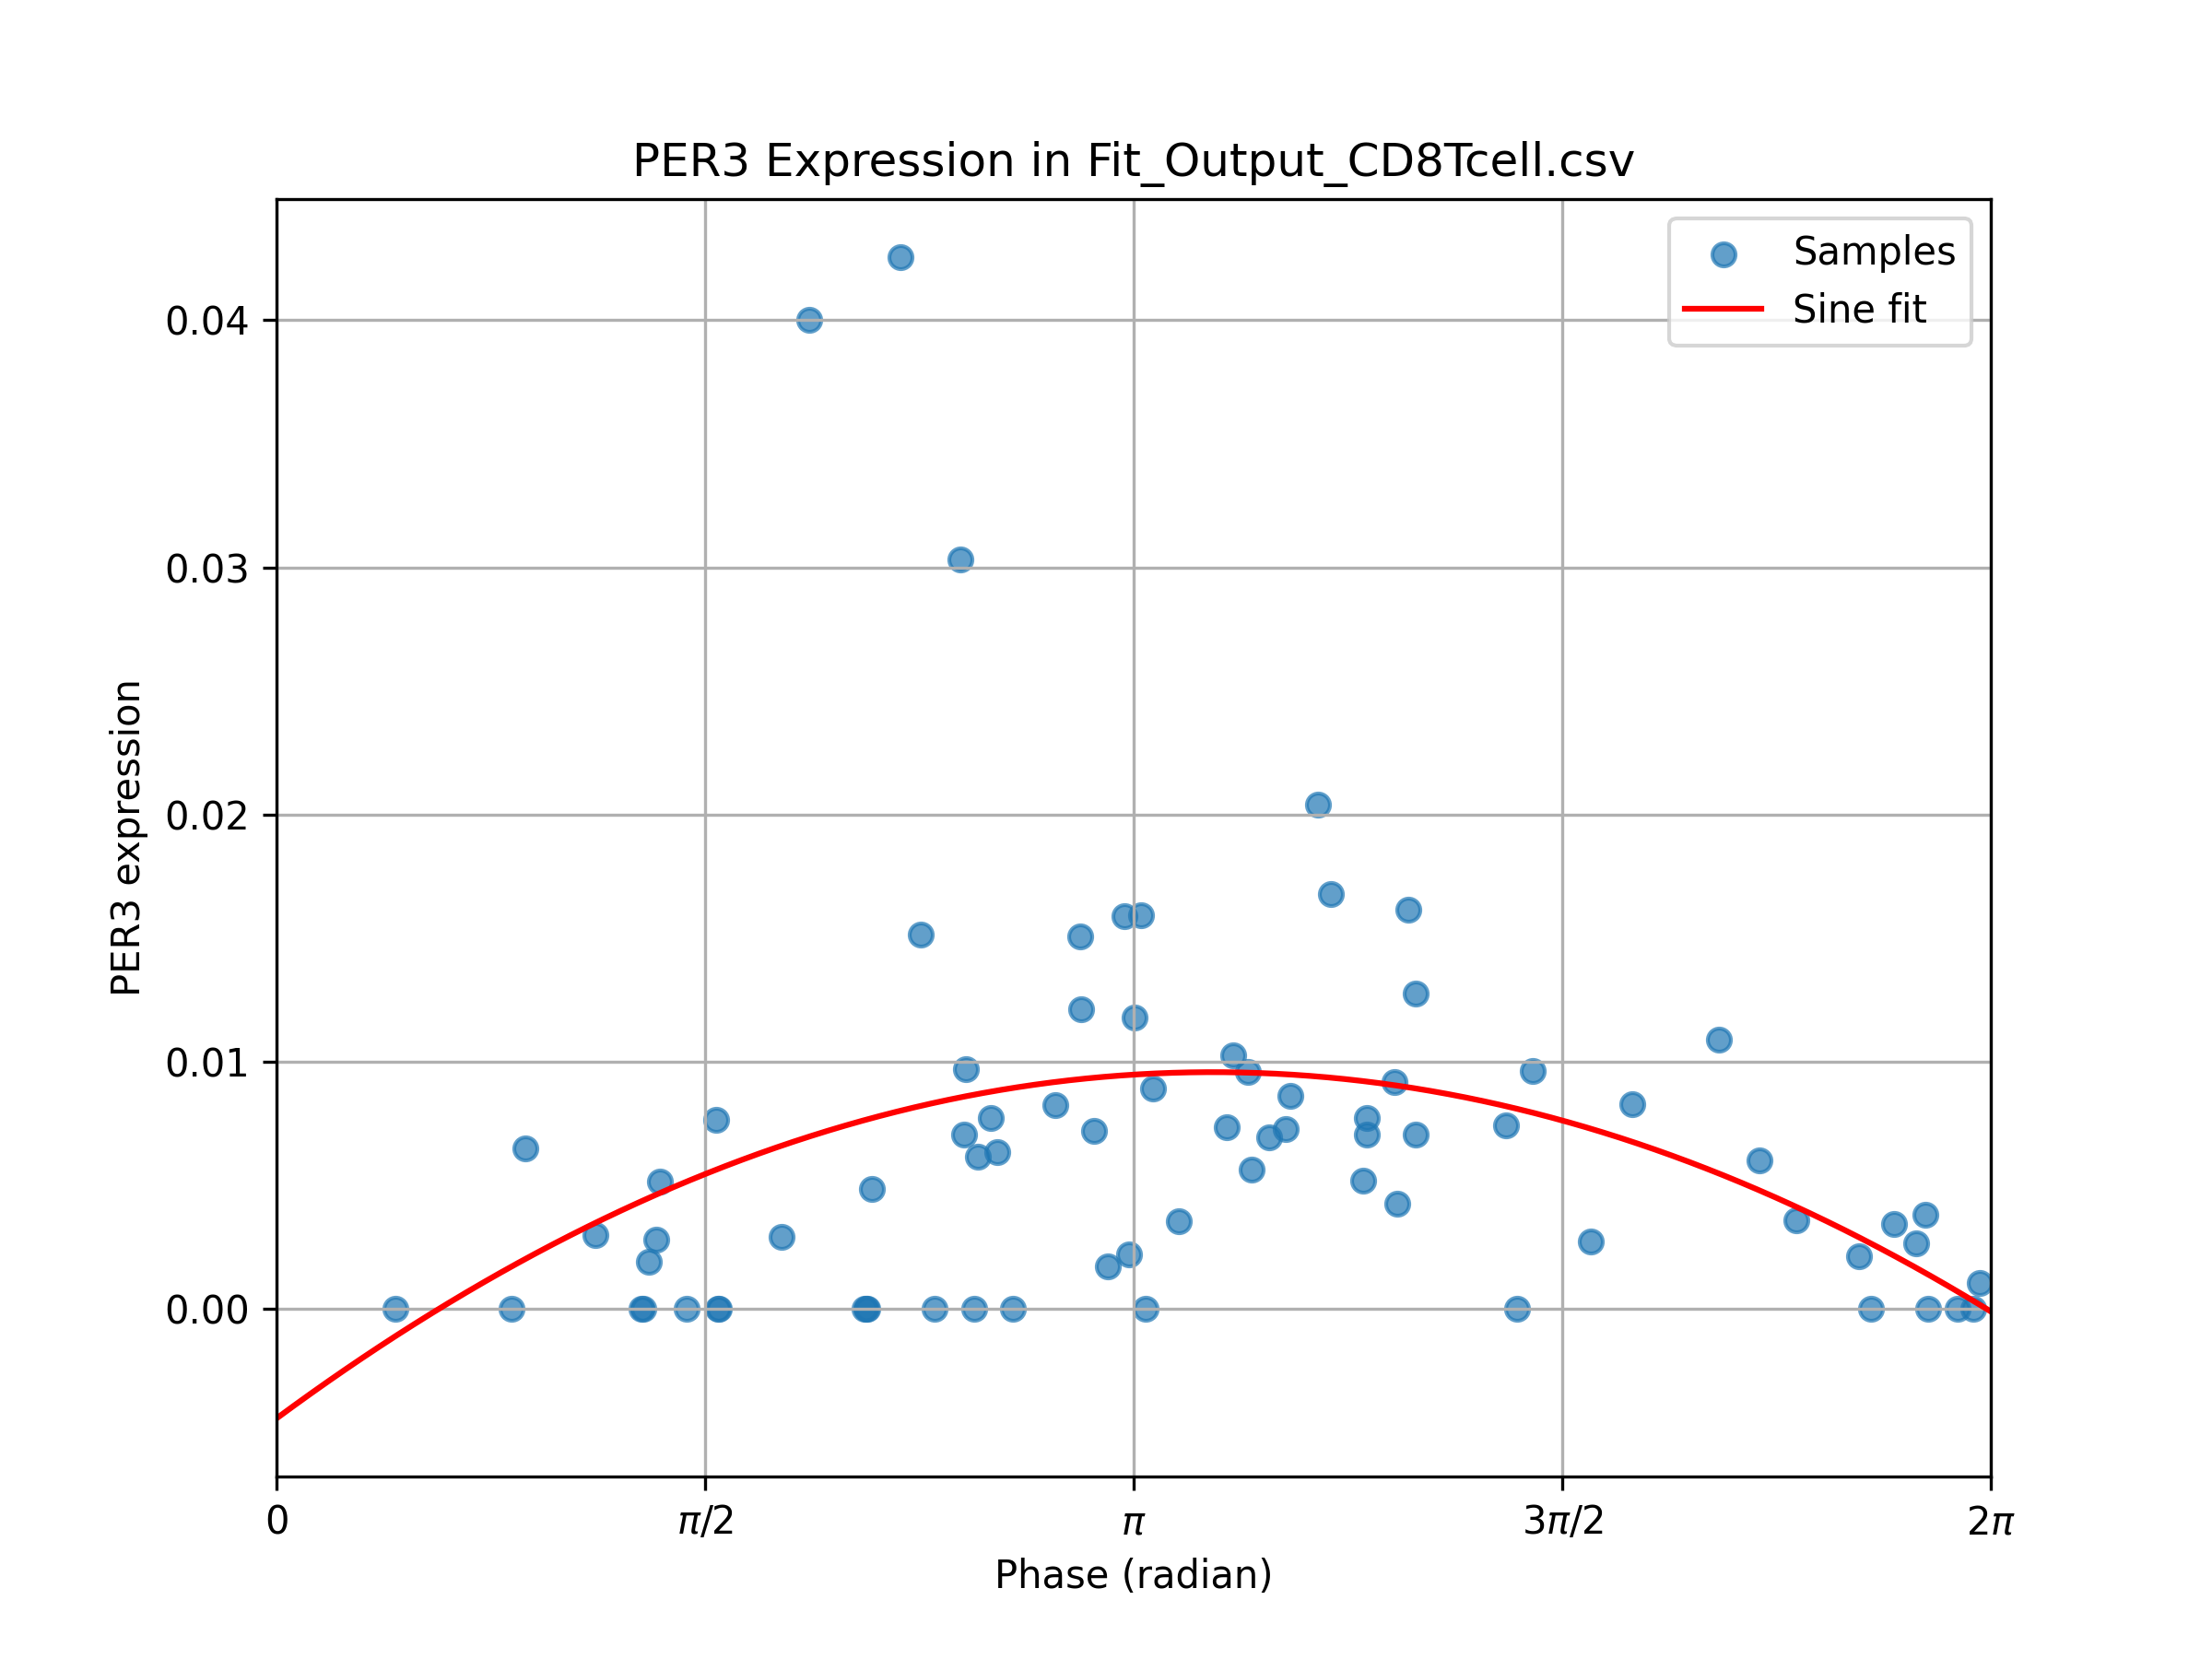 PER3 Expression in Fit_Output_CD8Tcell.csv
Samples
Sine fit
0.04
0.03
0.02
0.01
0.00
PER3 expression
0
π/2
π
3π/2
2π
Phase (radian)